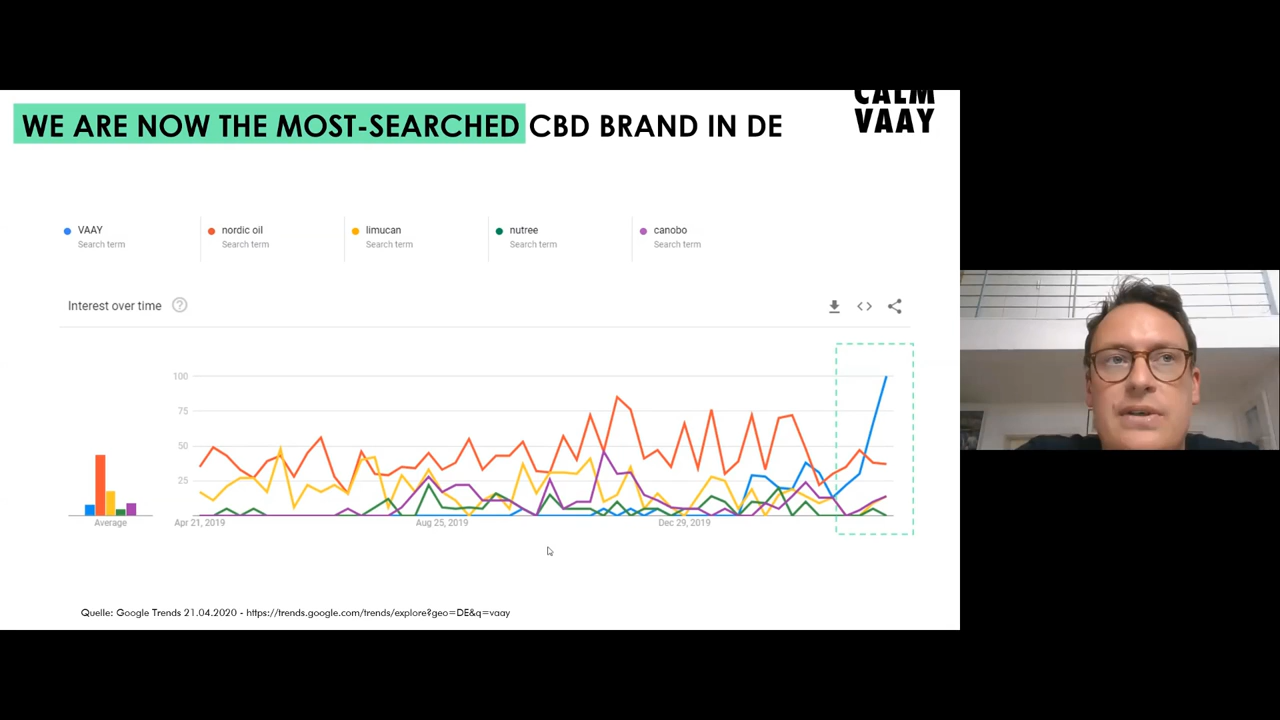 CALM
VAAY
WE ARE NOW THE MOST-SEARCHED CBD BRAND IN DE
VAAY
Search term
nordic oil
Search term
limucan
Search term
nutree
Search term
canobo
Search term
Interest over time ?
100
75
50
25
Average
Apr 21, 2019
Aug 25, 2019
Dec 29, 2019
Quelle: Google Trends 21.04.2020 - https://trends.google.com/trends/explore?geo=DE&q=vaay